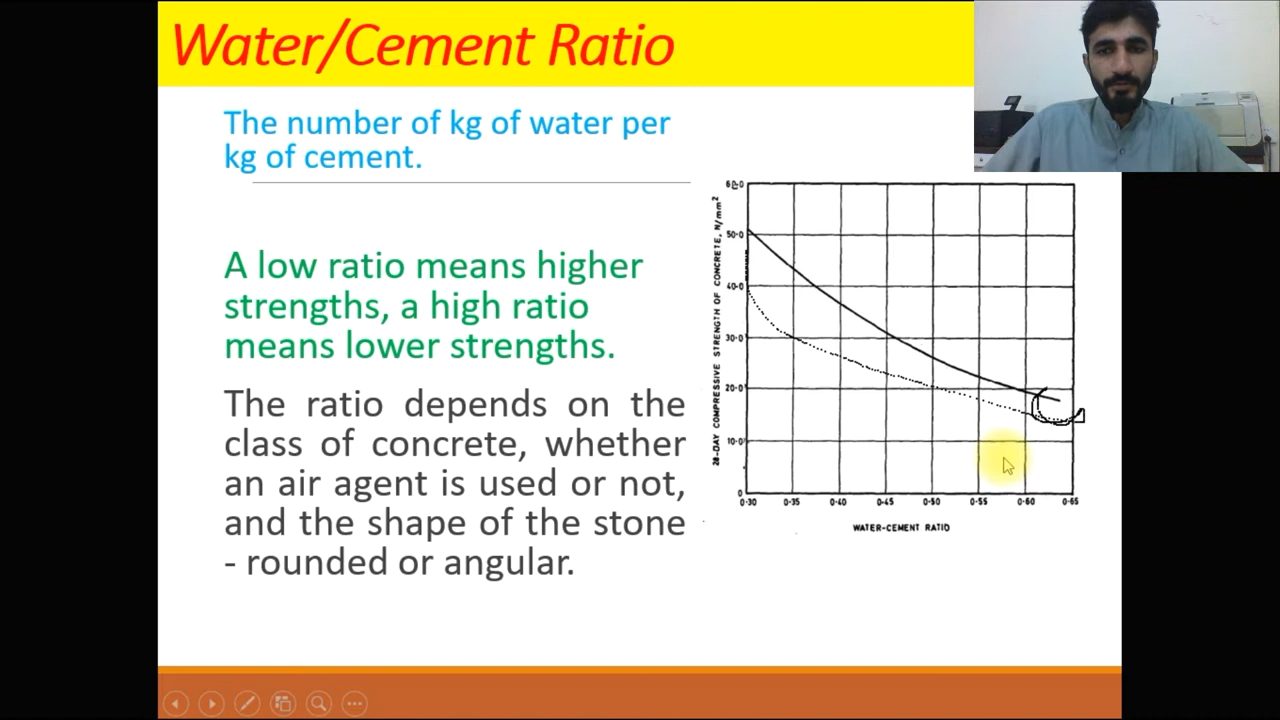 Water/Cement Ratio
The number of kg of water per
kg of cement.
A low ratio means higher
strengths, a high ratio
means lower strengths.
The ratio depends on the
class of concrete, whether
an air agent is used or not,
and the shape of the stone
- rounded or angular.
28-DAY COMPRESSIVE STRENGTH OF CONCRETE, N/mm²
50·0
40·0
30·0
20·0
10·0
0
0·30 0·35 0·40 0·45 0·50 0·55 0·60 0·65
WATER-CEMENT RATIO